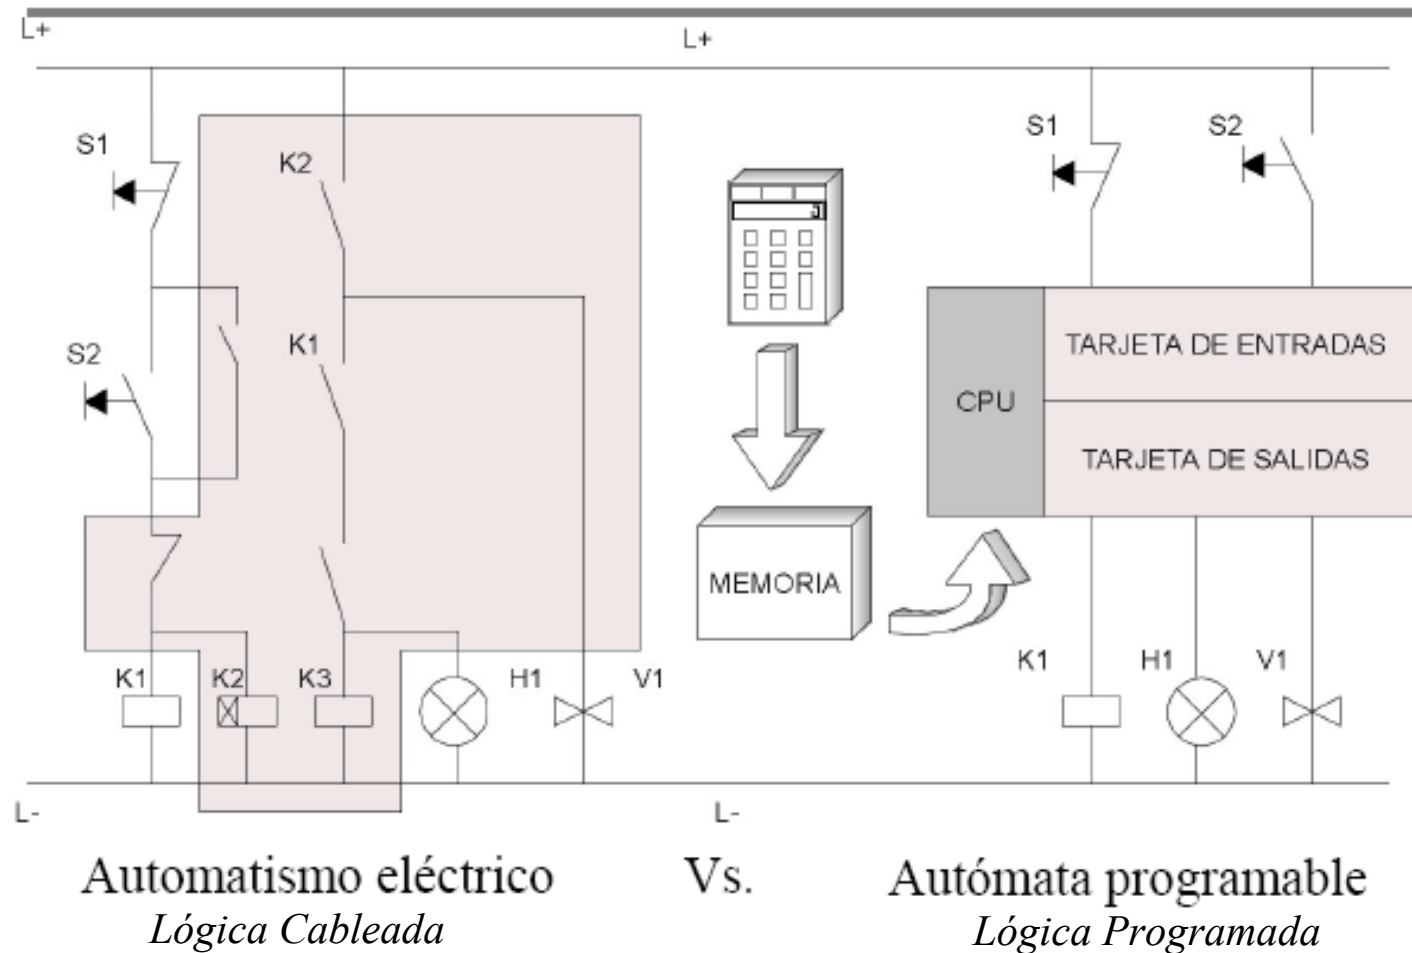 L+
L+
S1
K2
S1
S2
S2
K1
CPU
TARJETA DE ENTRADAS
TARJETA DE SALIDAS
MEMORIA
K1
K2
K3
H1
V1
K1
H1
V1
L-
L-
Automatismo eléctrico
Vs.
Autómata programable
Lógica Cableada
Lógica Programada